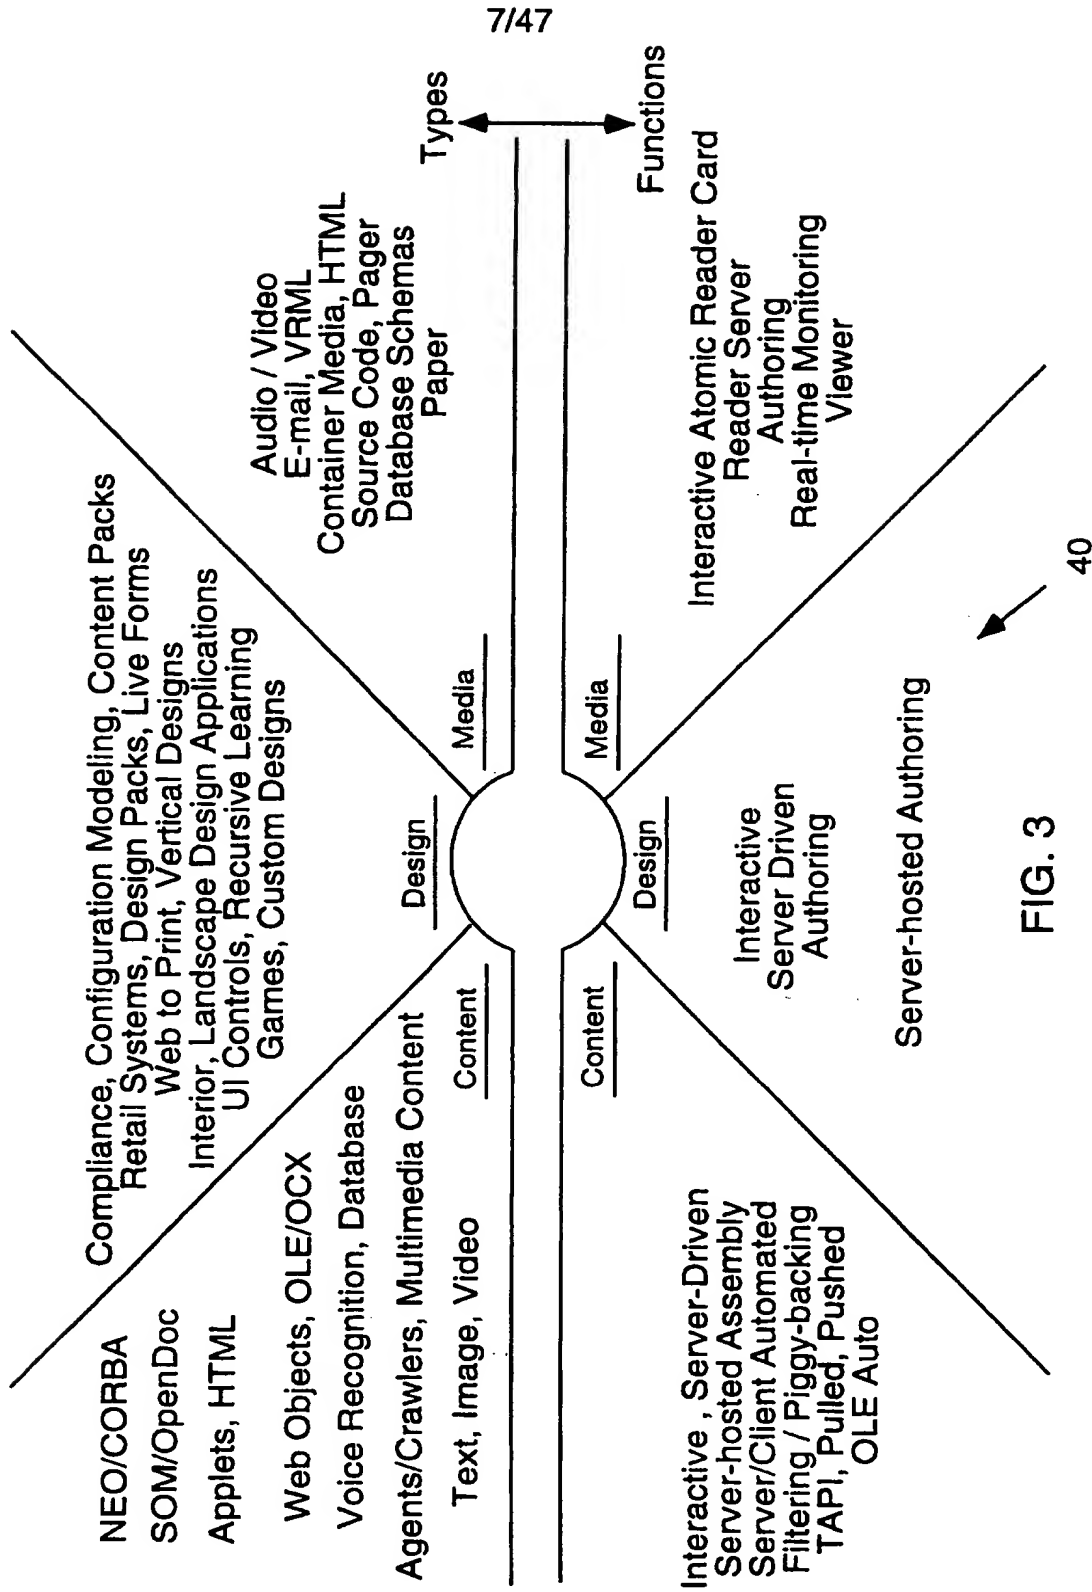 7/47
NEO/CORBA
SOM/OpenDoc
Applets, HTML
Web Objects, OLE/OCX
Voice Recognition, Database
Agents/Crawlers, Multimedia Content
Text, Image, Video
Content
Compliance, Configuration Modeling, Content Packs
Retail Systems, Design Packs, Live Forms
Web to Print, Vertical Designs
Interior, Landscape Design Applications
UI Controls, Recursive Learning
Games, Custom Designs
Design
Audio / Video
E-mail, VRML
Container Media, HTML
Source Code, Pager
Database Schemas
Paper
Media
Types
Functions
Content
Interactive , Server-Driven
Server-hosted Assembly
Server/Client Automated
Filtering / Piggy-backing
TAPI, Pulled, Pushed
OLE Auto
Design
Interactive
Server Driven
Authoring
Server-hosted Authoring
Media
Interactive Atomic Reader Card
Reader Server
Authoring
Real-time Monitoring
Viewer
40
FIG. 3